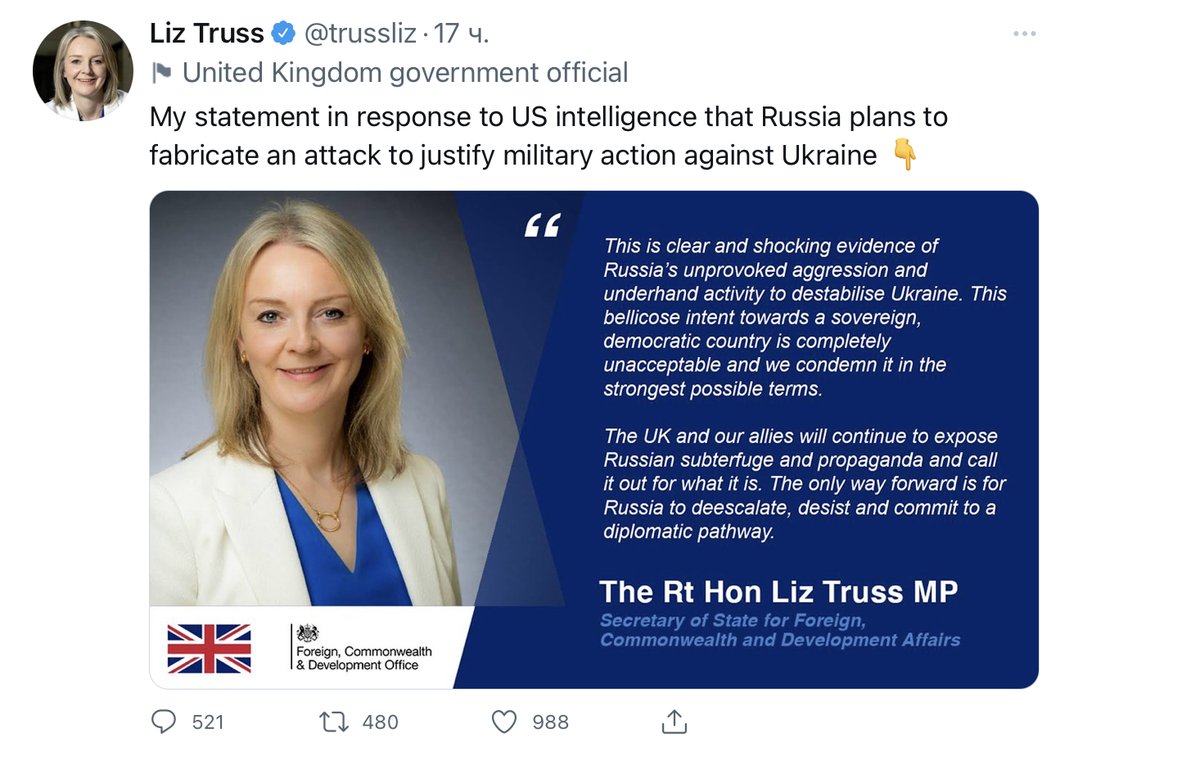 Liz Truss @trussliz · 17 ч.
United Kingdom government official
My statement in response to US intelligence that Russia plans to
fabricate an attack to justify military action against Ukraine 👇
“
This is clear and shocking evidence of
Russia’s unprovoked aggression and
underhand activity to destabilise Ukraine. This
bellicose intent towards a sovereign,
democratic country is completely
unacceptable and we condemn it in the
strongest possible terms.
The UK and our allies will continue to expose
Russian subterfuge and propaganda and call
it out for what it is. The only way forward is for
Russia to deescalate, desist and commit to a
diplomatic pathway.
The Rt Hon Liz Truss MP
Secretary of State for Foreign,
Commonwealth and Development Affairs
Foreign, Commonwealth
& Development Office
521 480 988